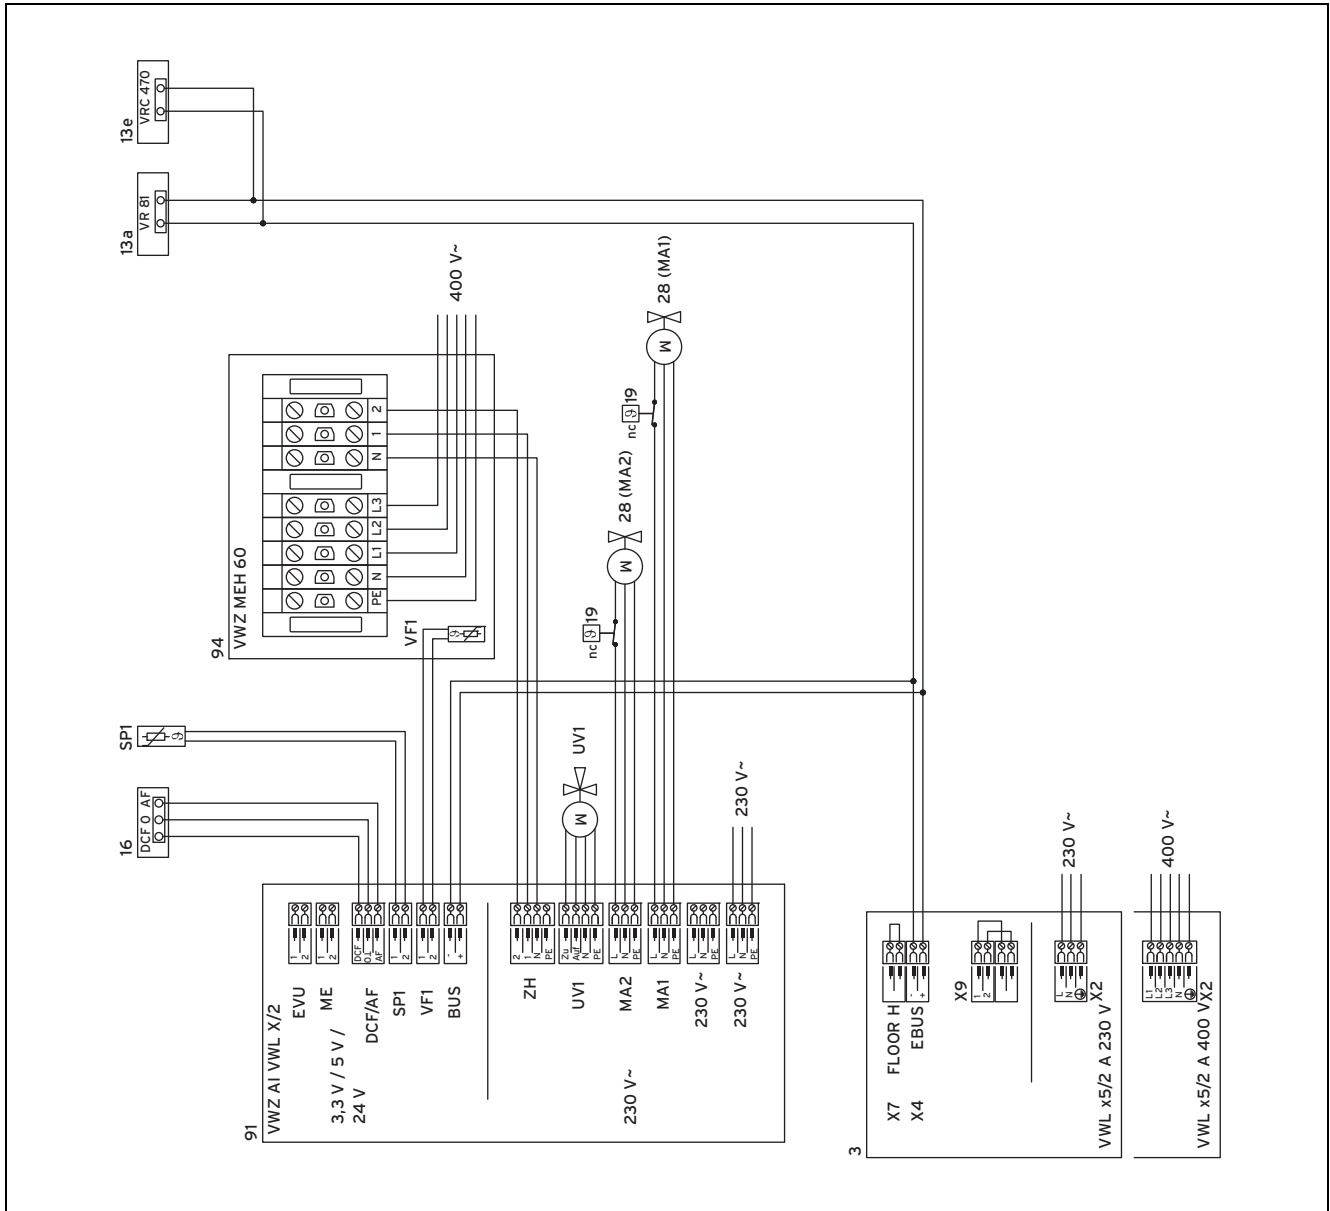 13e
VRC 470
13a
VR 81
400 V~
94
VWZ MEH 60
2
1
N
L3
L2
L1
N
PE
VF1
ϑ
28 (MA1)
M
ϑ 19
nc
28 (MA2)
M
ϑ 19
nc
SP1
ϑ
16
DCF 0 AF
UV1
M
230 V~
91
VWZ AI VWL X/2
EVU
1
2
ME
1
2
3,3 V / 5 V /
24 V
DCF/AF
DCF
OT
AF
SP1
1
2
VF1
1
2
BUS
-
+
230 V~
ZH
2
1
N
PE
UV1
Zu
Auf
N
PE
MA2
L
N
PE
MA1
L
N
PE
230 V~
L
N
PE
230 V~
L
N
PE
3
X7 FLOOR H
X4 EBUS
-
+
X9
1
2
230 V~
L
N
X2
VWL x5/2 A 230 V
400 V~
L1
L2
L3
N
X2
VWL x5/2 A 400 V